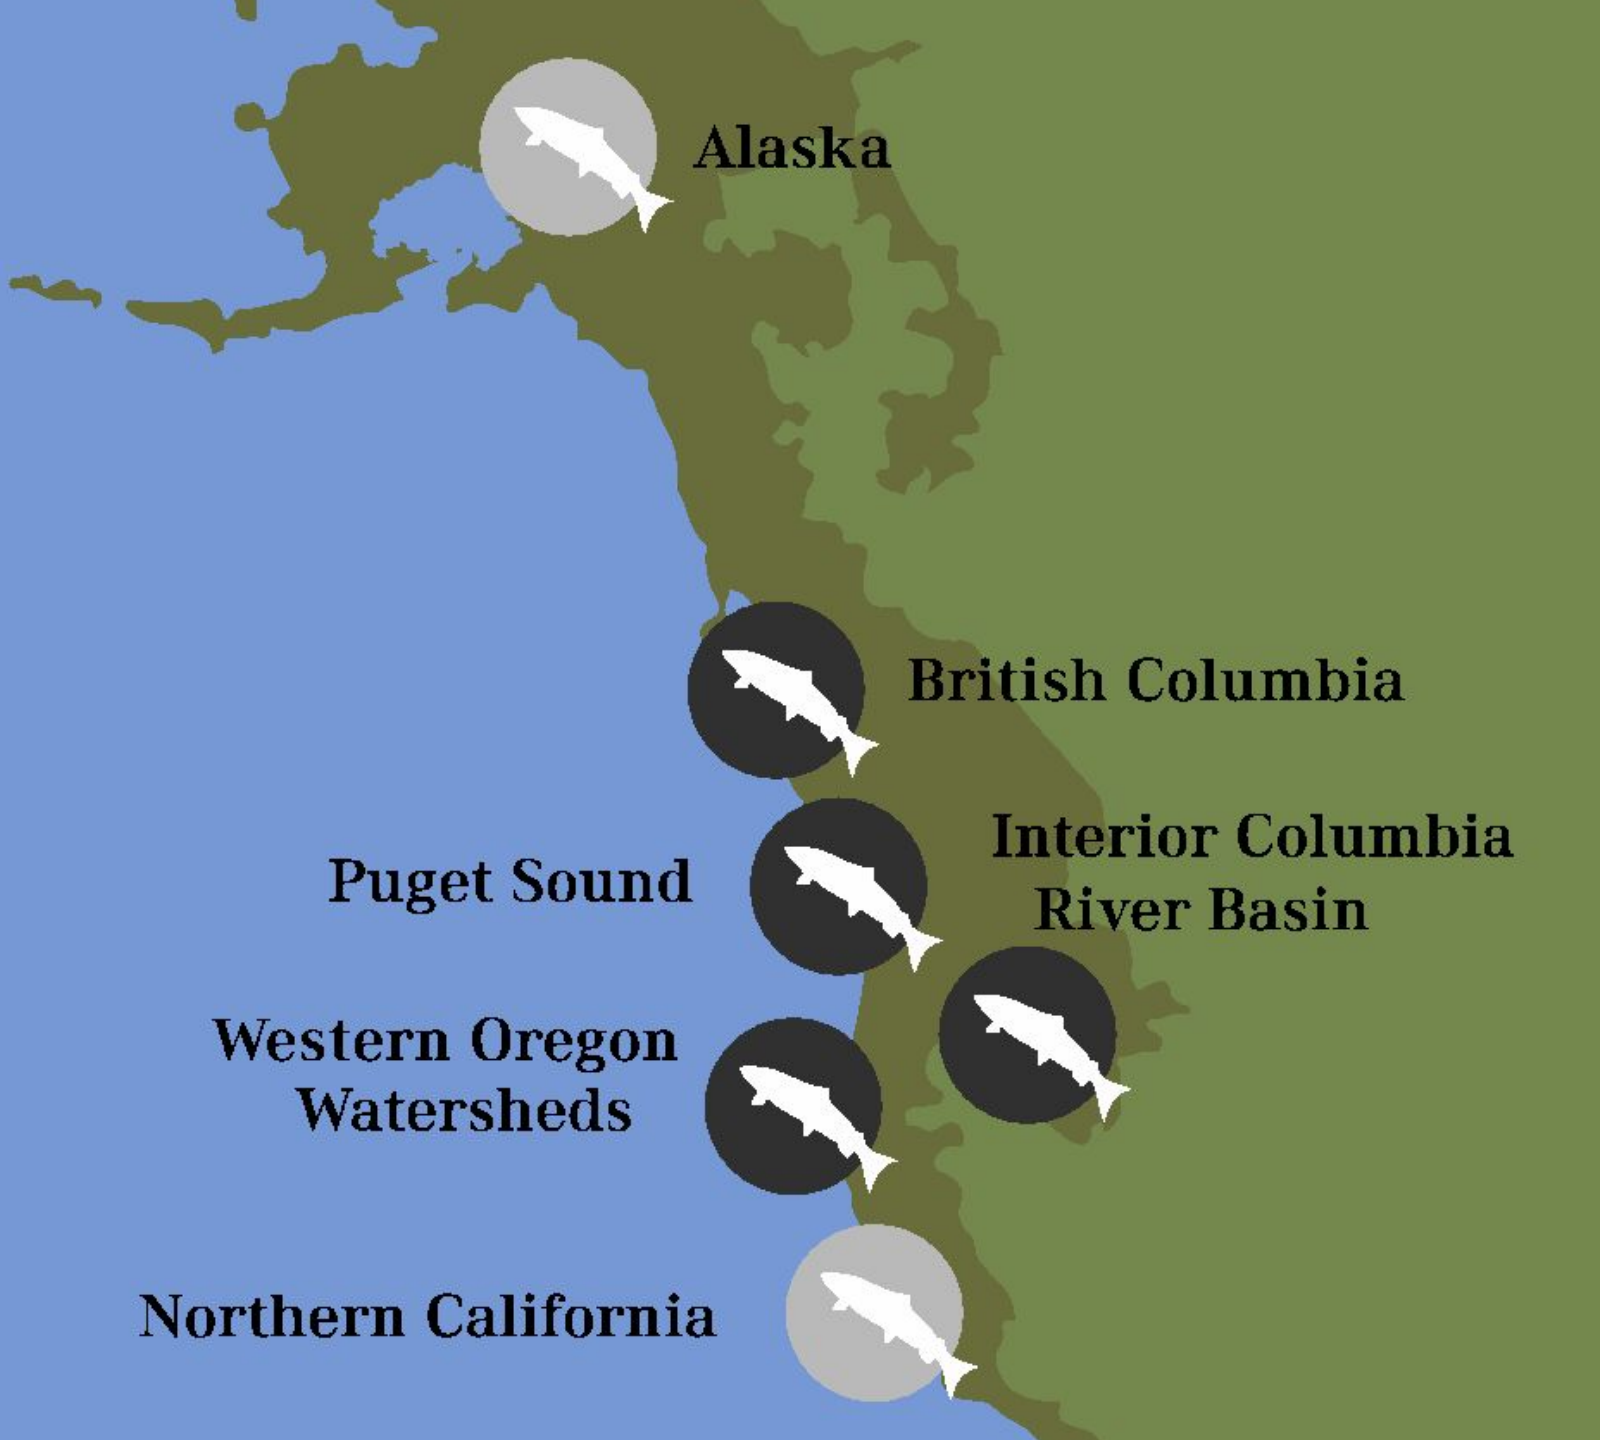 Alaska
British Columbia
Interior Columbia
River Basin
Puget Sound
Western Oregon
Watersheds
Northern California